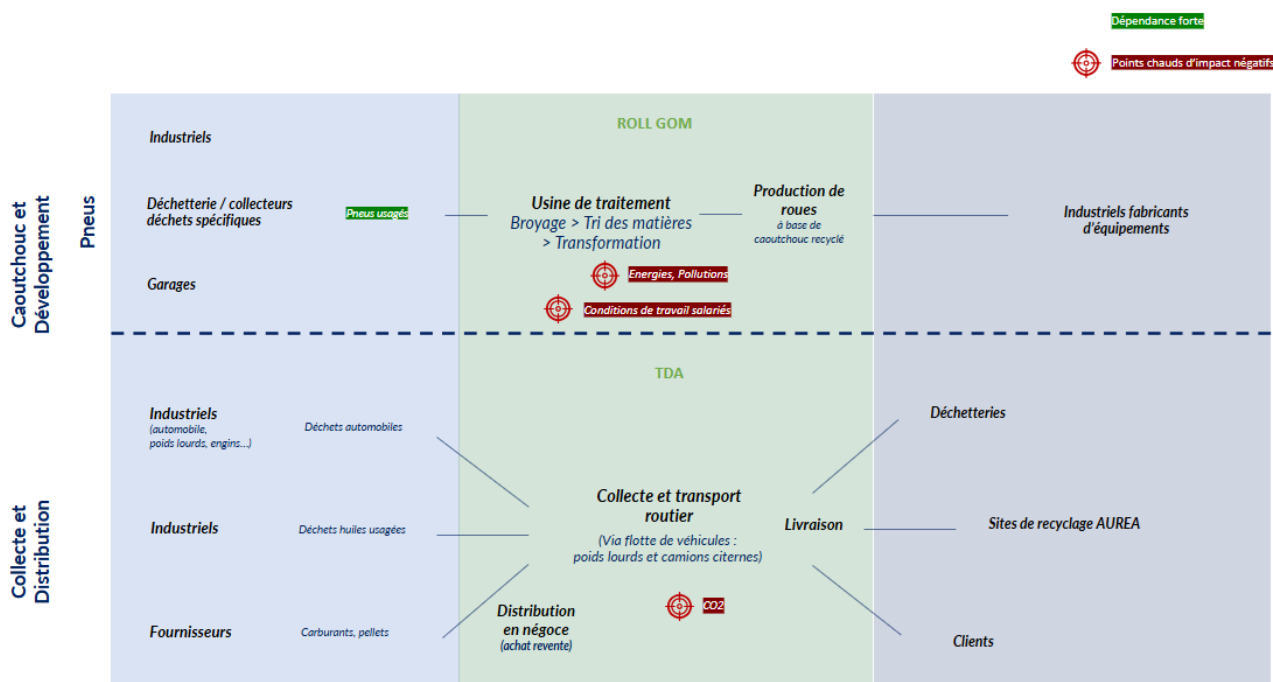 Dépendance forte
Points chauds d'impact négatifs
Caoutchouc et
Développement
Pneus
Industriels
Déchetterie / collecteurs
déchets spécifiques
Pneus usagés
Garages
ROLL GOM
Usine de traitement
Broyage > Tri des matières
> Transformation
Production de
roues
à base de
caoutchouc recyclé
Energies, Pollutions
Conditions de travail salariés
Industriels fabricants
d'équipements
Collecte et
Distribution
Industriels
(automobile,
poids lourds, engins...)
Déchets automobiles
Industriels
Déchets huiles usagées
Fournisseurs
Carburants, pellets
TDA
Collecte et transport
routier
(Via flotte de véhicules :
poids lourds et camions citernes)
Livraison
CO2
Distribution
en négoce
(achat revente)
Déchetteries
Sites de recyclage AUREA
Clients